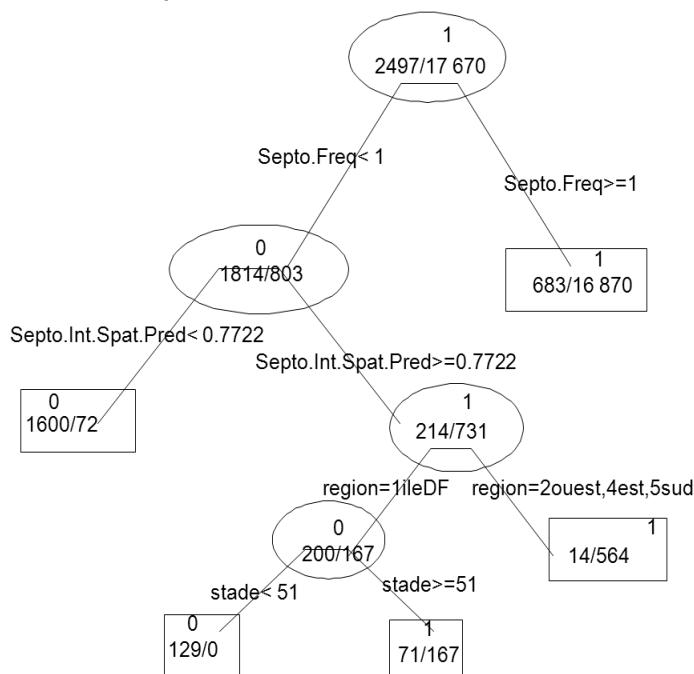 1
2497/17 670
Septo.Freq< 1
Septo.Freq>=1
0
1814/803
1
683/16 870
Septo.Int.Spat.Pred< 0.7722
Septo.Int.Spat.Pred>=0.7722
0
1600/72
1
214/731
region=1ileDF
region=2ouest,4est,5sud
0
200/167
1
14/564
stade< 51
stade>=51
0
129/0
1
71/167